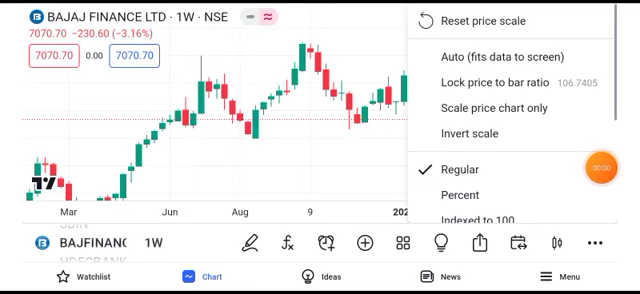 BAJAJ FINANCE LTD · 1W · NSE
7070.70 −230.60 (−3.16%)
7070.70 0.00 7070.70
Reset price scale
Auto (fits data to screen)
Lock price to bar ratio 106.7405
Scale price chart only
Invert scale
Regular
Percent
Indexed to 100
00:00
Mar Jun Aug 9 202
BAJFINANC 1W
HDFCBANK
Watchlist Chart Ideas News Menu